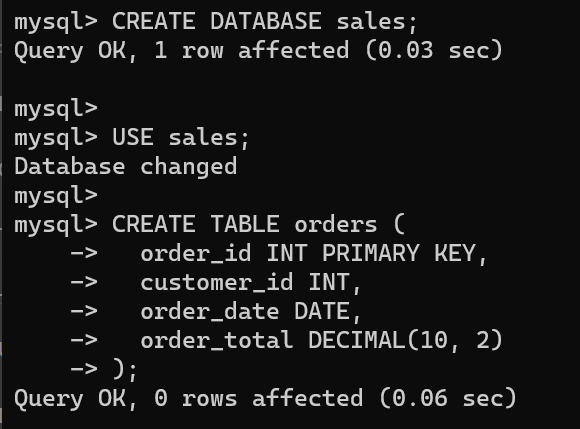 mysql> CREATE DATABASE sales;
Query OK, 1 row affected (0.03 sec)

mysql>
mysql> USE sales;
Database changed
mysql>
mysql> CREATE TABLE orders (
    ->   order_id INT PRIMARY KEY,
    ->   customer_id INT,
    ->   order_date DATE,
    ->   order_total DECIMAL(10, 2)
    -> );
Query OK, 0 rows affected (0.06 sec)